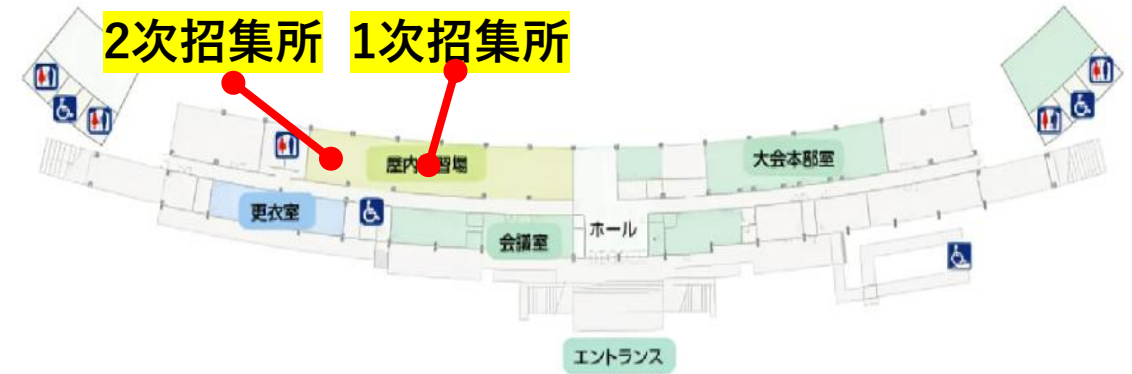 2次招集所 1次招集所
屋内 習場
大会本部室
更衣室
会議室
ホール
エントランス